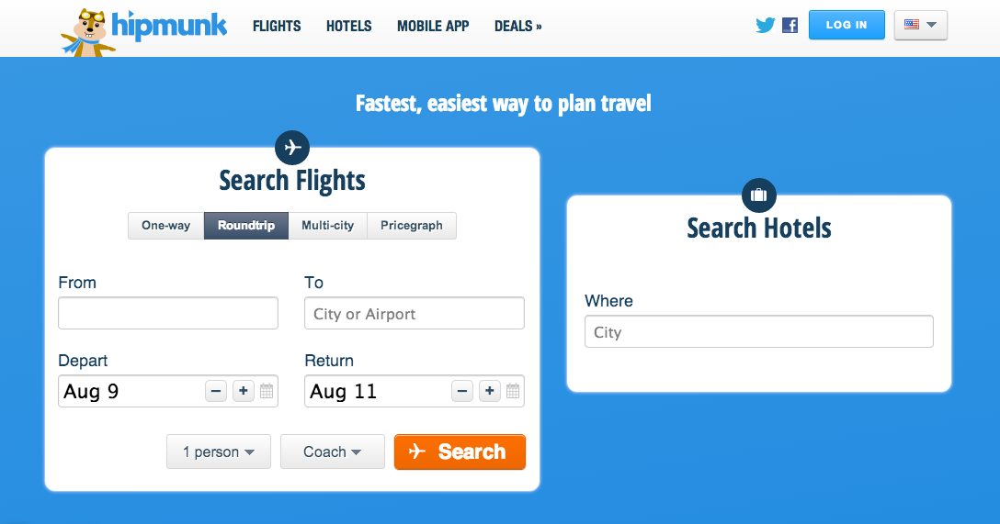 hipmunk
FLIGHTS HOTELS MOBILE APP DEALS »
LOG IN
Fastest, easiest way to plan travel
Search Flights
One-way Roundtrip Multi-city Pricegraph
From To
City or Airport
Depart Return
Aug 9 − + Aug 11 − +
1 person Coach Search
Search Hotels
Where
City